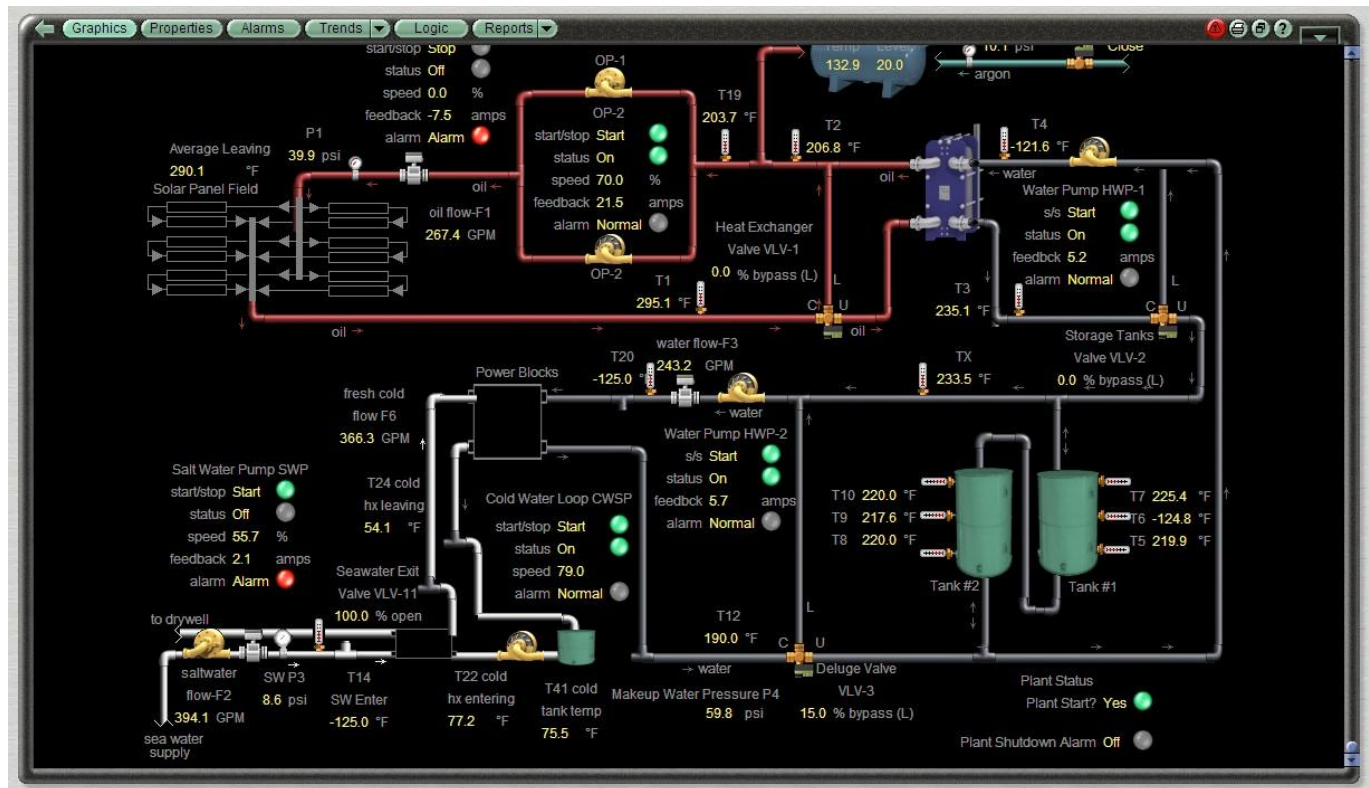 Graphics Properties Alarms Trends Logic Reports
start/stop Stop
status Off
speed 0.0 %
feedback -7.5 amps
alarm Alarm
OP-1
OP-2
start/stop Start
status On
speed 70.0 %
feedback 21.5 amps
alarm Normal
OP-2
Temp Level
132.9 20.0
10.1 psi
Close
← argon
T19
203.7 °F
T2
206.8 °F
T4
-121.6 °F
P1
39.9 psi
Average Leaving
290.1 °F
Solar Panel Field
oil flow-F1
267.4 GPM
oil ←
oil ←
← water
Water Pump HWP-1
s/s Start
status On
feedbck 5.2 amps
alarm Normal
Heat Exchanger
Valve VLV-1
0.0 % bypass (L)
T1
295.1 °F
C U
L
oil →
oil →
T3
235.1 °F
L
C U
Storage Tanks
Valve VLV-2
0.0 % bypass (L)
water flow-F3
243.2 GPM
T20
-125.0 °F
TX
233.5 °F
Power Blocks
← water
fresh cold
flow F6
366.3 GPM
Water Pump HWP-2
s/s Start
status On
feedbck 5.7 amps
alarm Normal
Salt Water Pump SWP
start/stop Start
status Off
speed 55.7 %
feedback 2.1 amps
alarm Alarm
T24 cold
hx leaving
54.1 °F
Cold Water Loop CWSP
start/stop Start
status On
speed 79.0
alarm Normal
T10 220.0 °F
T9 217.6 °F
T8 220.0 °F
T7 225.4 °F
T6 -124.8 °F
T5 219.9 °F
Tank #2
Tank #1
Seawater Exit
Valve VLV-11
100.0 % open
to drywell
saltwater
flow-F2
394.1 GPM
sea water
supply
SW P3
8.6 psi
T14
SW Enter
-125.0 °F
T22 cold
hx entering
77.2 °F
T41 cold
tank temp
75.5 °F
T12
190.0 °F
L
C U
→ water
Deluge Valve
VLV-3
15.0 % bypass (L)
Makeup Water Pressure P4
59.8 psi
Plant Status
Plant Start? Yes
Plant Shutdown Alarm Off